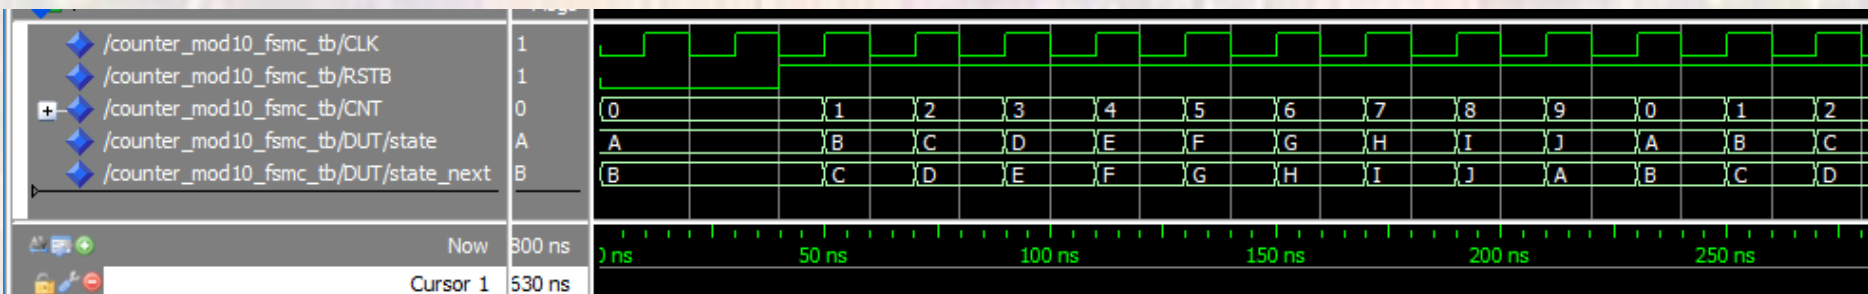 /counter_mod10_fsmc_tb/CLK 1
/counter_mod10_fsmc_tb/RSTB 1
/counter_mod10_fsmc_tb/CNT 0 0 1 2 3 4 5 6 7 8 9 0 1 2
/counter_mod10_fsmc_tb/DUT/state A A B C D E F G H I J A B C
/counter_mod10_fsmc_tb/DUT/state_next B B C D E F G H I J A B C D
Now 800 ns ns 50 ns 100 ns 150 ns 200 ns 250 ns
Cursor 1 630 ns